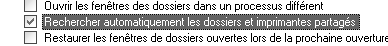 Ouvrir les fenêtres des dossiers dans un processus différent
Rechercher automatiquement les dossiers et imprimantes partagés
Restaurer les fenêtres de dossiers ouvertes lors de la prochaine ouverture